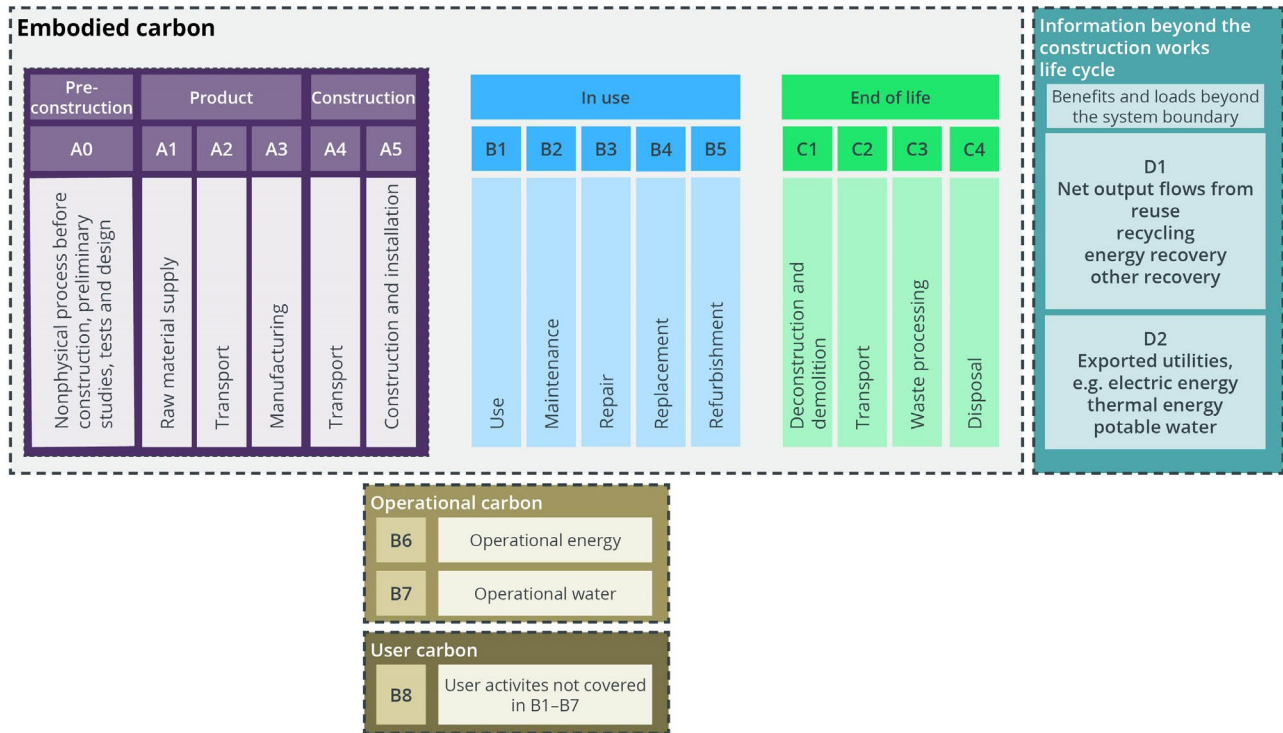 Embodied carbon
Pre-
construction
Product
Construction
A0
A1
A2
A3
A4
A5
Nonphysical process before
construction, preliminary
studies, tests and design
Raw material supply
Transport
Manufacturing
Transport
Construction and installation
In use
B1
B2
B3
B4
B5
Use
Maintenance
Repair
Replacement
Refurbishment
End of life
C1
C2
C3
C4
Deconstruction and
demolition
Transport
Waste processing
Disposal
Information beyond the
construction works
life cycle
Benefits and loads beyond
the system boundary
D1
Net output flows from
reuse
recycling
energy recovery
other recovery
D2
Exported utilities,
e.g. electric energy
thermal energy
potable water
Operational carbon
B6
Operational energy
B7
Operational water
User carbon
B8
User activites not covered
in B1–B7